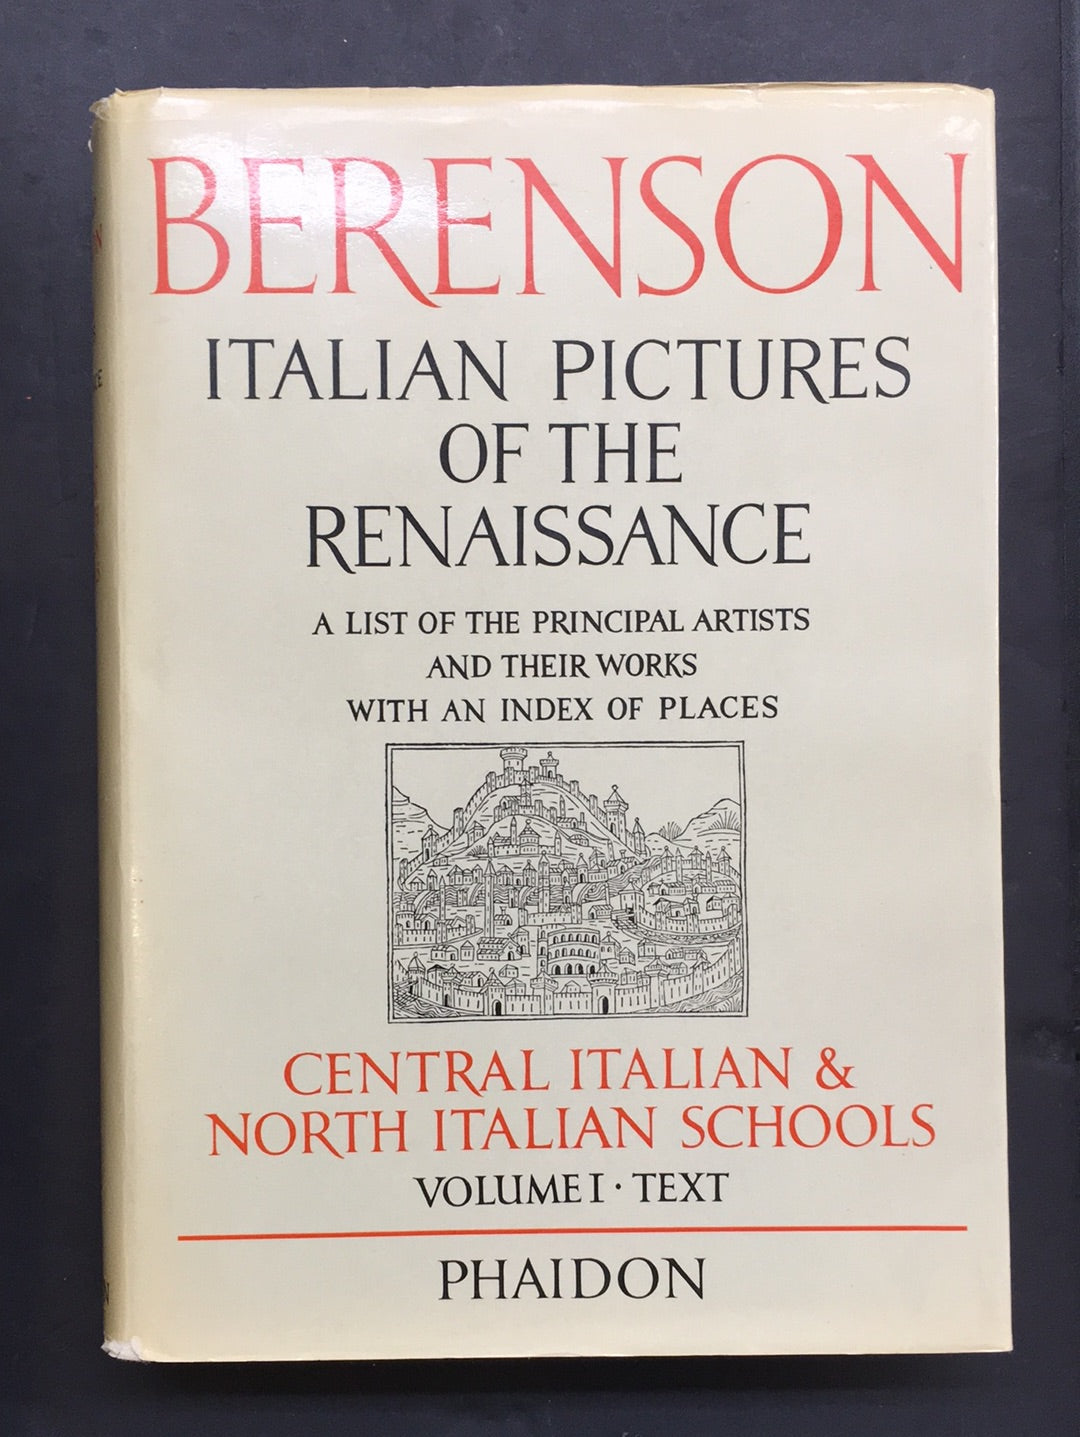 BERENSON
ITALIAN PICTURES
OF THE
RENAISSANCE
A LIST OF THE PRINCIPAL ARTISTS
AND THEIR WORKS
WITH AN INDEX OF PLACES
CENTRAL ITALIAN &
NORTH ITALIAN SCHOOLS
VOLUME I · TEXT
PHAIDON